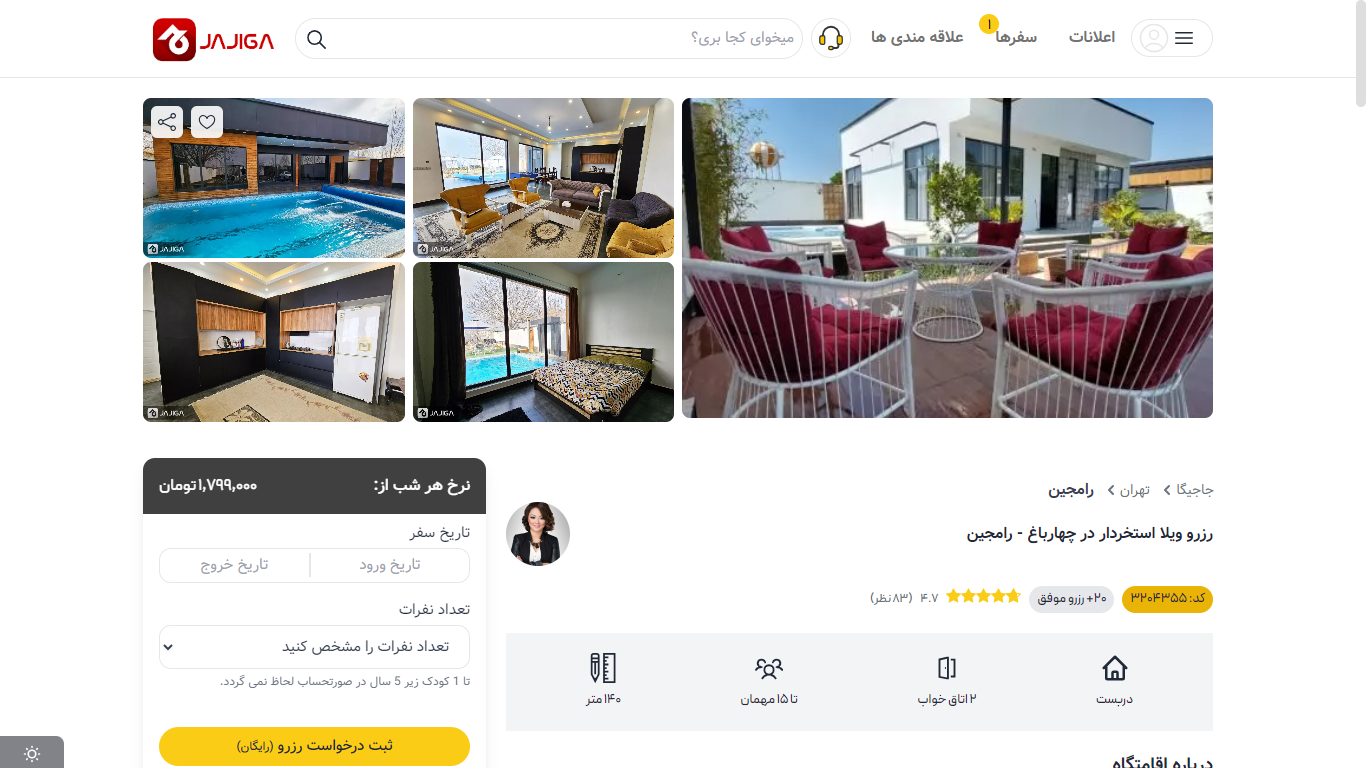 اعلانات
سفرها
۱
علاقه مندی ها
میخوای کجا بری؟
JAJIGA
JAJIGA
JAJIGA
JAJIGA
JAJIGA
جاجیگا
تهران
رامجین
رزرو ویلا استخردار در چهارباغ - رامجین
کد: ۳۲۰۴۳۵۵
۲۰+ رزرو موفق
۴.۷
(۸۳ نظر)
دربست
۲ اتاق خواب
تا ۱۵ مهمان
۱۴۰ متر
درباره اقامتگاه
نرخ هر شب از:
۱,۷۹۹,۰۰۰ تومان
تاریخ سفر
تاریخ ورود
تاریخ خروج
تعداد نفرات
تعداد نفرات را مشخص کنید
تا 1 کودک زیر 5 سال در صورتحساب لحاظ نمی گردد.
ثبت درخواست رزرو (رایگان)